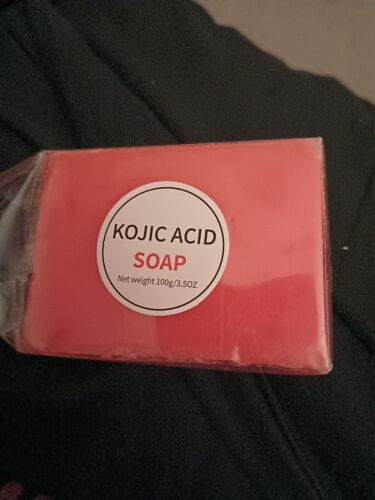 KOJIC ACID
SOAP
Net weight 100g/3.5OZ